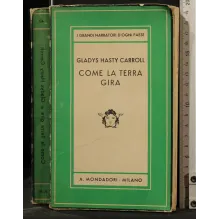 I GRANDI NARRATORI D'OGNI PAESE
GLADYS HASTY CARROLL
COME LA TERRA
GIRA
A. MONDADORI - MILANO